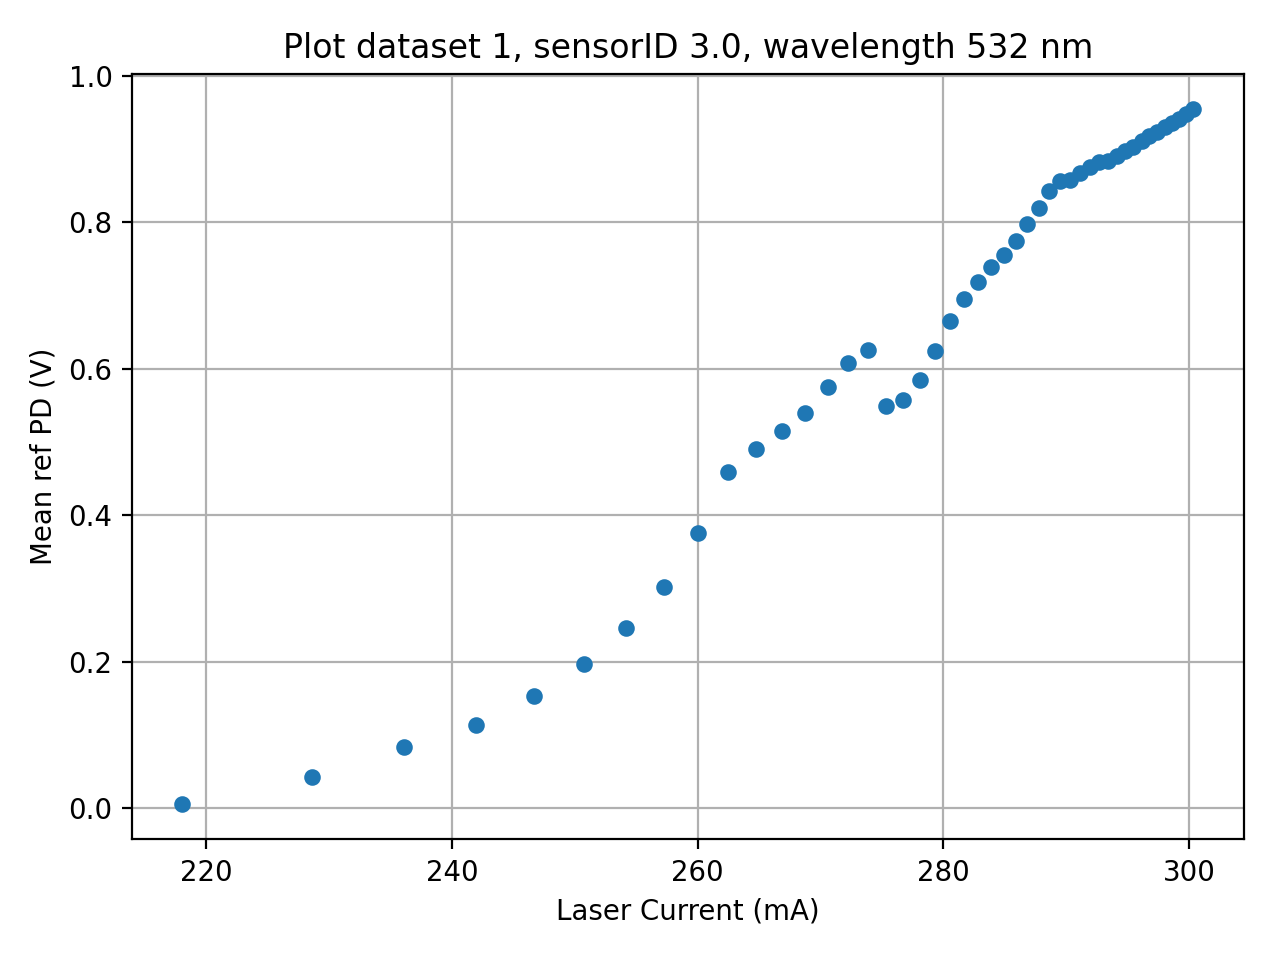 Plot dataset 1, sensorID 3.0, wavelength 532 nm
1.0
0.8
0.6
0.4
0.2
0.0
Mean ref PD (V)
220 240 260 280 300
Laser Current (mA)